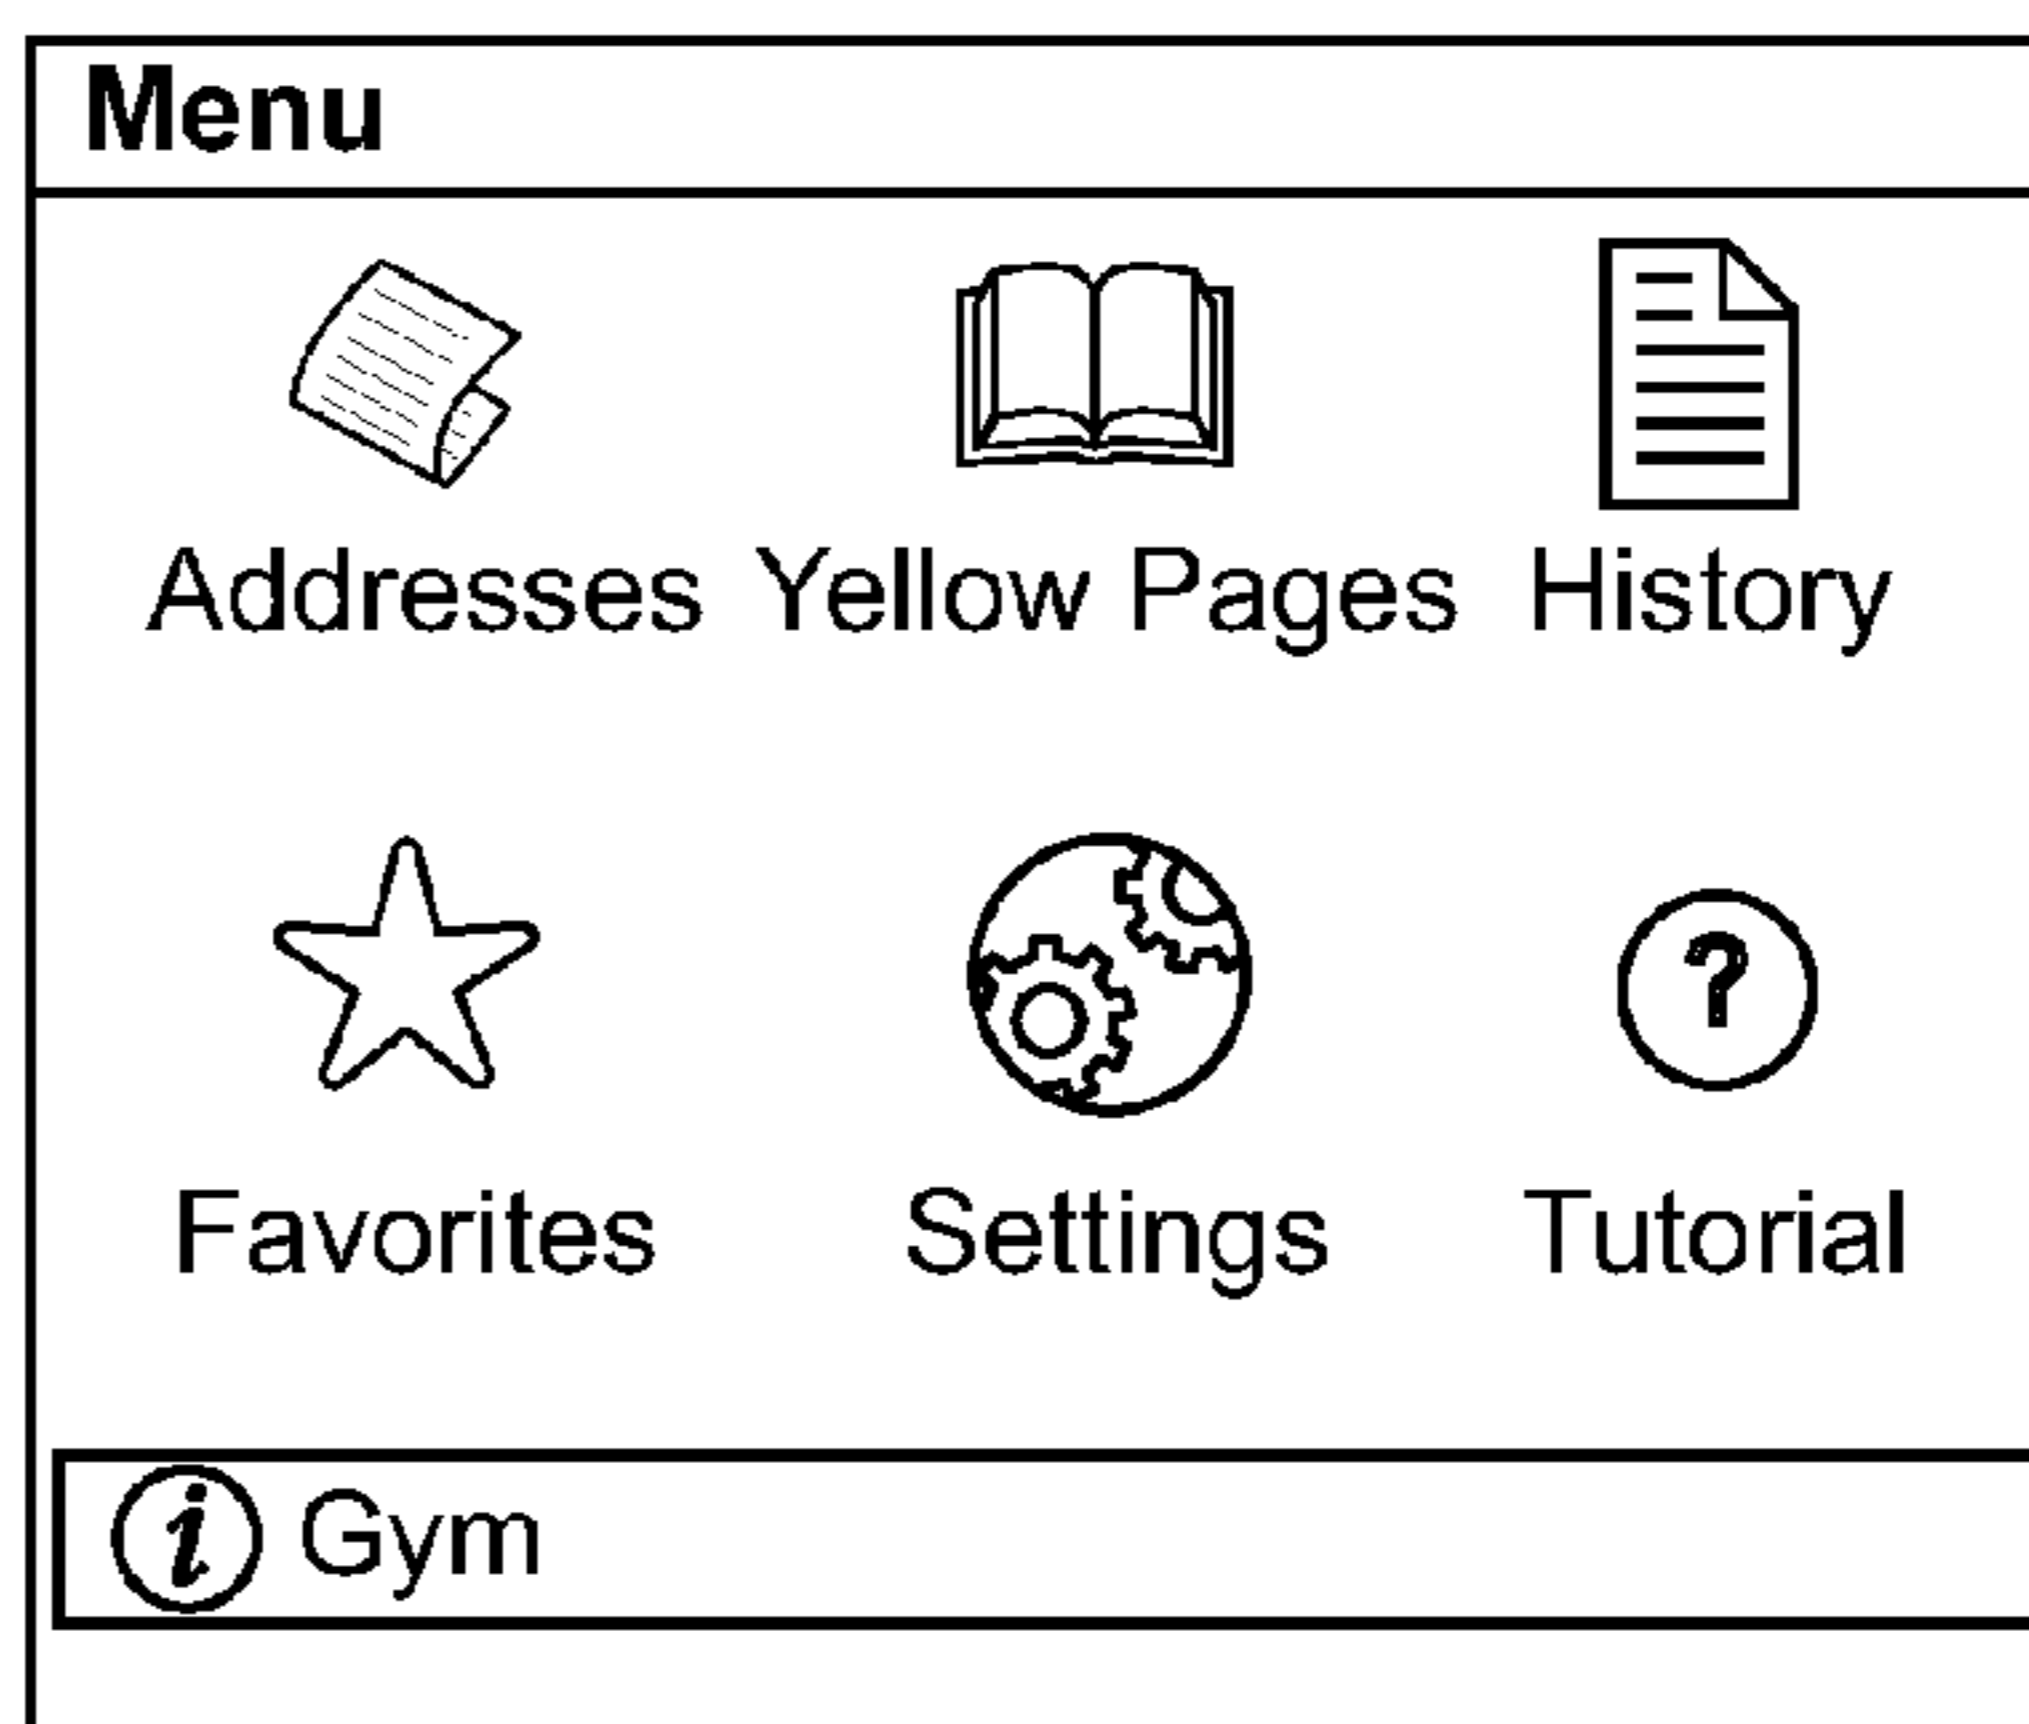 Menu
Addresses Yellow Pages History
?
Favorites Settings Tutorial
i Gym